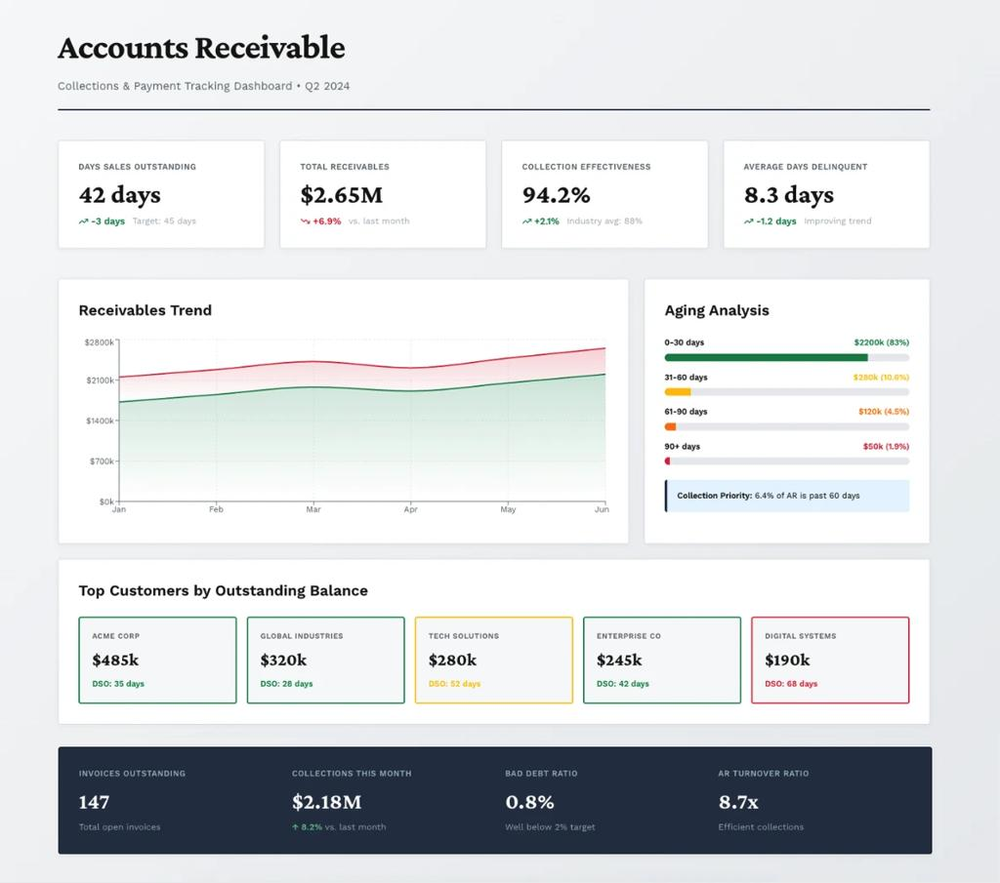 Accounts Receivable
Collections & Payment Tracking Dashboard • Q2 2024
DAYS SALES OUTSTANDING
42 days
-3 days Target: 45 days
TOTAL RECEIVABLES
$2.65M
+6.9% vs. last month
COLLECTION EFFECTIVENESS
94.2%
+2.1% Industry avg: 88%
AVERAGE DAYS DELINQUENT
8.3 days
-1.2 days Improving trend
Receivables Trend
$2800k
$2100k
$1400k
$700k
$0k
Jan Feb Mar Apr May Jun
Aging Analysis
0-30 days $2200k (83%)
31-60 days $280k (10.6%)
61-90 days $120k (4.5%)
90+ days $50k (1.9%)
Collection Priority: 6.4% of AR is past 60 days
Top Customers by Outstanding Balance
ACME CORP
$485k
DSO: 35 days
GLOBAL INDUSTRIES
$320k
DSO: 28 days
TECH SOLUTIONS
$280k
DSO: 52 days
ENTERPRISE CO
$245k
DSO: 42 days
DIGITAL SYSTEMS
$190k
DSO: 68 days
INVOICES OUTSTANDING
147
Total open invoices
COLLECTIONS THIS MONTH
$2.18M
↑ 8.2% vs. last month
BAD DEBT RATIO
0.8%
Well below 2% target
AR TURNOVER RATIO
8.7x
Efficient collections